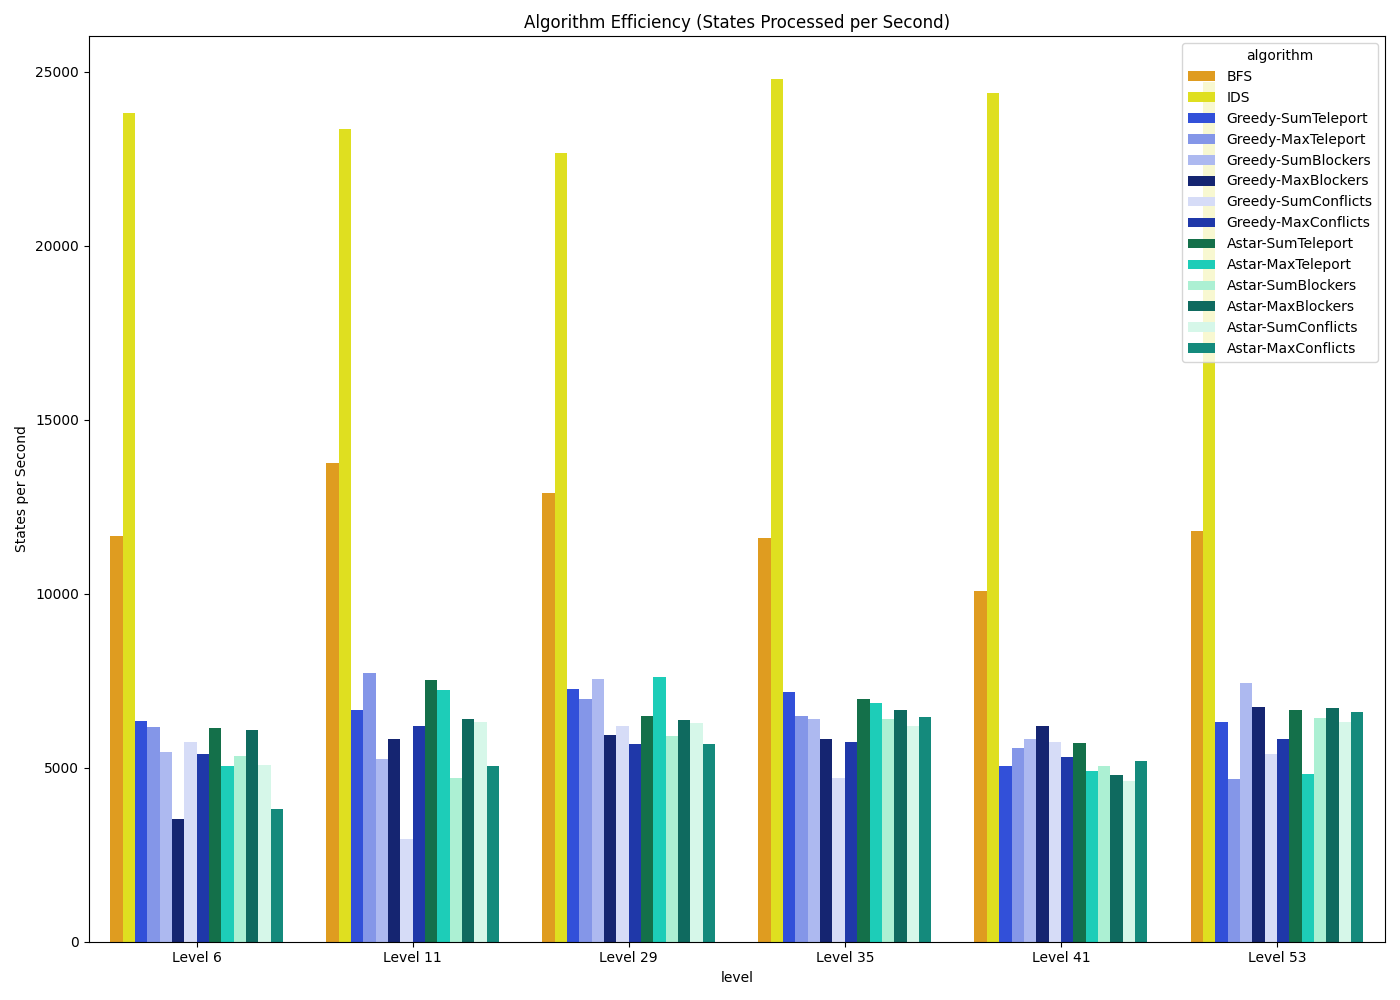 Algorithm Efficiency (States Processed per Second)
algorithm
BFS
IDS
Greedy-SumTeleport
Greedy-MaxTeleport
Greedy-SumBlockers
Greedy-MaxBlockers
Greedy-SumConflicts
Greedy-MaxConflicts
Astar-SumTeleport
Astar-MaxTeleport
Astar-SumBlockers
Astar-MaxBlockers
Astar-SumConflicts
Astar-MaxConflicts
States per Second
25000
20000
15000
10000
5000
0
Level 6 Level 11 Level 29 Level 35 Level 41 Level 53
level